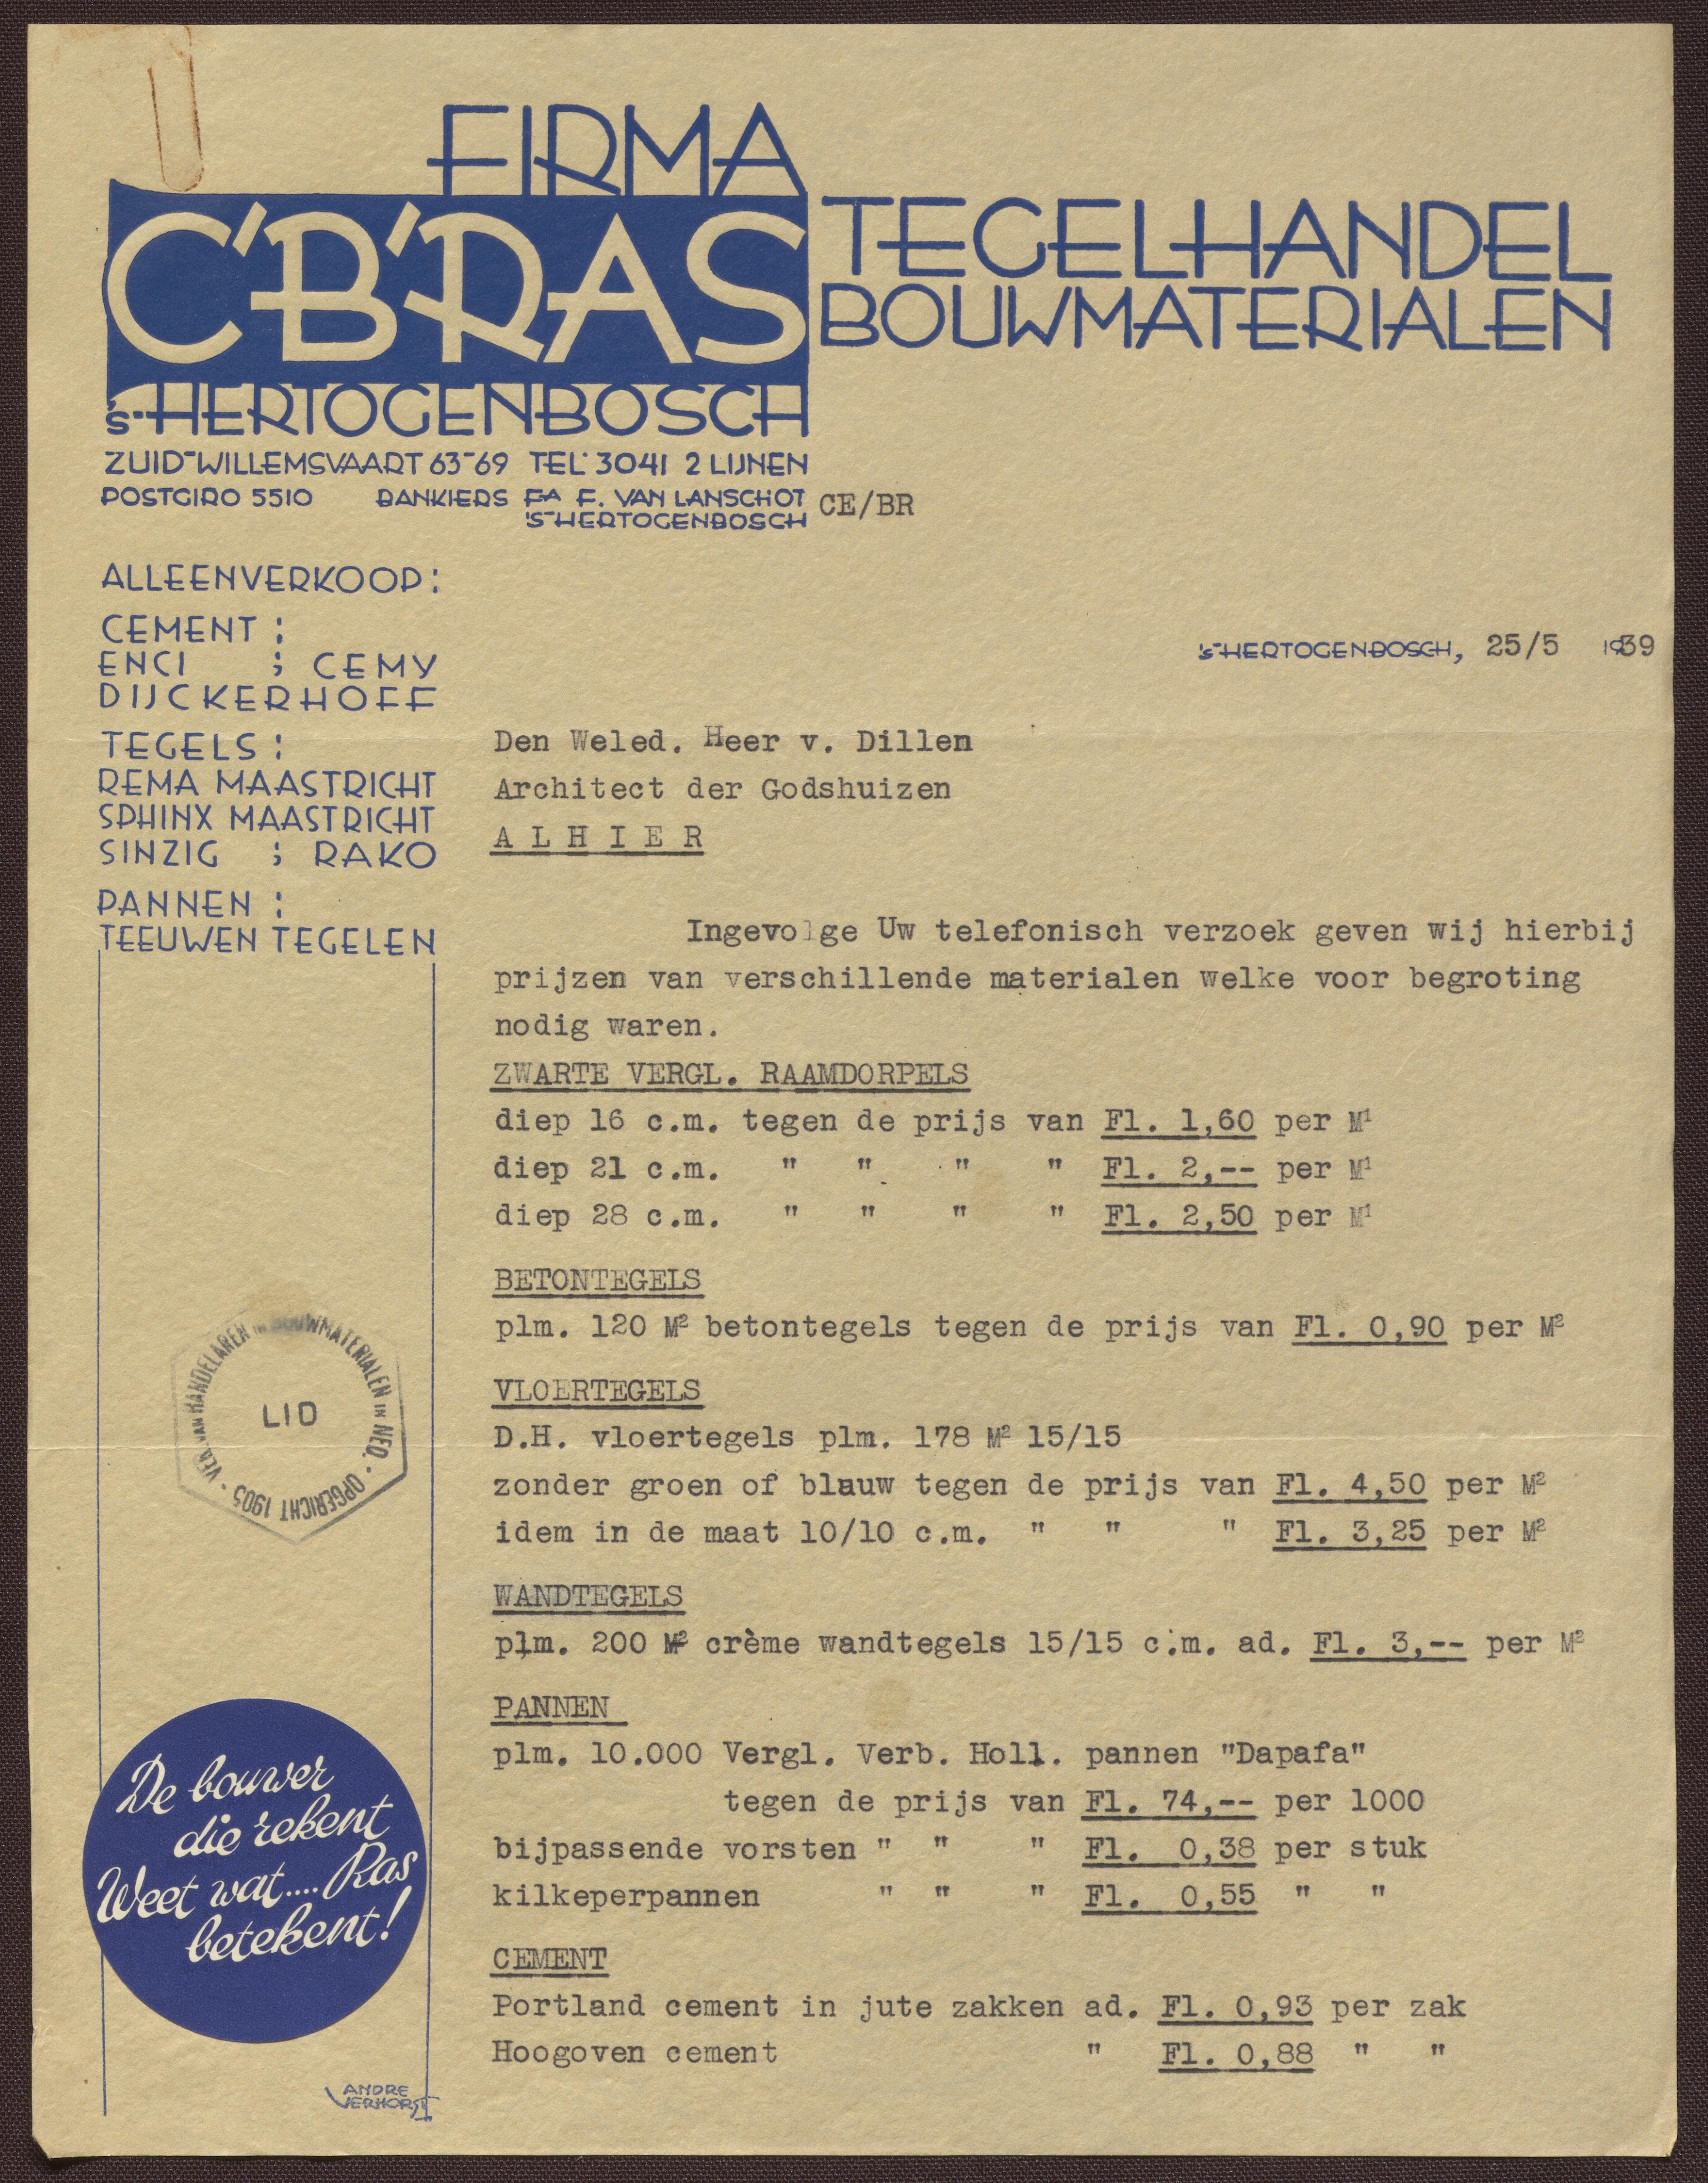 FIRMA
C'B'RAS
TEGELHANDEL
BOUWMATERIALEN
's-HERTOGENBOSCH
ZUID-WILLEMSVAART 63-69 TEL. 3041 2 LIJNEN
POSTGIRO 5510 BANKIERS FA F. VAN LANSCHOT
'S-HERTOGENBOSCH
CE/BR
ALLEENVERKOOP:
CEMENT :
ENCI ; CEMY
DIJCKERHOFF
TEGELS :
REMA MAASTRICHT
SPHINX MAASTRICHT
SINZIG ; RAKO
PANNEN :
TEEUWEN TEGELEN
's-HERTOGENBOSCH, 25/5 1939
Den Weled. Heer v. Dillen
Architect der Godshuizen
A L H I E R
Ingevolge Uw telefonisch verzoek geven wij hierbij
prijzen van verschillende materialen welke voor begroting
nodig waren.
ZWARTE VERGL. RAAMDORPELS
diep 16 c.m. tegen de prijs van Fl. 1,60 per M¹
diep 21 c.m. " " " " Fl. 2,-- per M¹
diep 28 c.m. " " " " Fl. 2,50 per M¹
BETONTEGELS
plm. 120 M² betontegels tegen de prijs van Fl. 0,90 per M²
VLOERTEGELS
D.H. vloertegels plm. 178 M² 15/15
zonder groen of blauw tegen de prijs van Fl. 4,50 per M²
idem in de maat 10/10 c.m. " " " Fl. 3,25 per M²
WANDTEGELS
plm. 200 M² crème wandtegels 15/15 c.m. ad. Fl. 3,-- per M²
PANNEN
plm. 10.000 Vergl. Verb. Holl. pannen "Dapafa"
tegen de prijs van Fl. 74,-- per 1000
bijpassende vorsten " " " Fl. 0,38 per stuk
kilkeperpannen " " " Fl. 0,55 " "
CEMENT
Portland cement in jute zakken ad. Fl. 0,93 per zak
Hoogoven cement " Fl. 0,88 " "
VER. VAN HANDELAREN IN BOUWMATERIALEN IN NED. · OPGERICHT 1905 ·
LID
De bouwer
die rekent
Weet wat.... Ras
betekent!
ANDRE
VERHORST